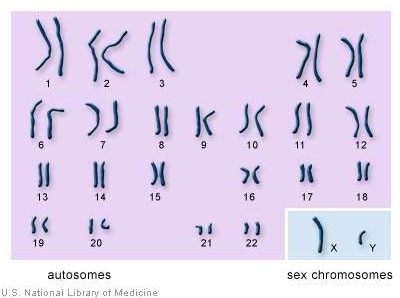 1 2 3 4 5
6 7 8 9 10 11 12
13 14 15 16 17 18
19 20 21 22 X Y
autosomes sex chromosomes
U.S. National Library of Medicine